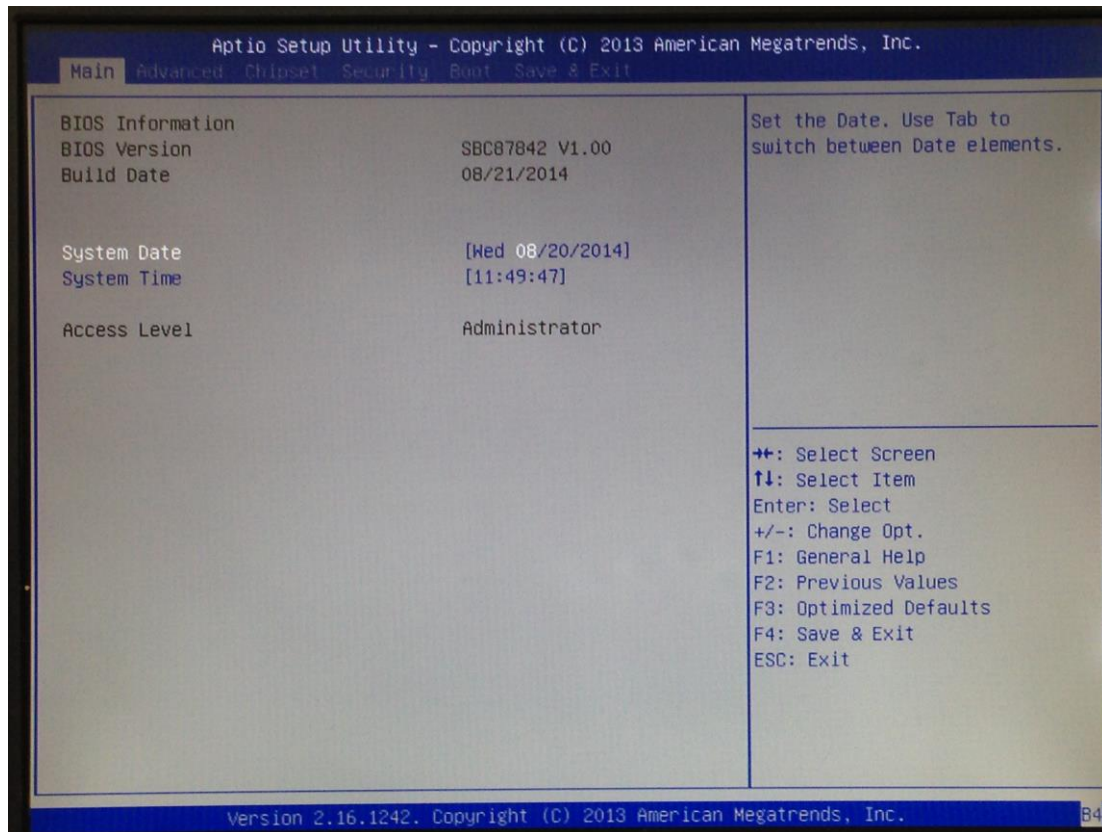 Aptio Setup Utility – Copyright (C) 2013 American Megatrends, Inc.
Main Advanced Chipset Security Boot Save & Exit
BIOS Information
BIOS Version SBC87842 V1.00
Build Date 08/21/2014
System Date [Wed 08/20/2014]
System Time [11:49:47]
Access Level Administrator
Set the Date. Use Tab to
switch between Date elements.
→←: Select Screen
↑↓: Select Item
Enter: Select
+/-: Change Opt.
F1: General Help
F2: Previous Values
F3: Optimized Defaults
F4: Save & Exit
ESC: Exit
Version 2.16.1242. Copyright (C) 2013 American Megatrends, Inc.
B4